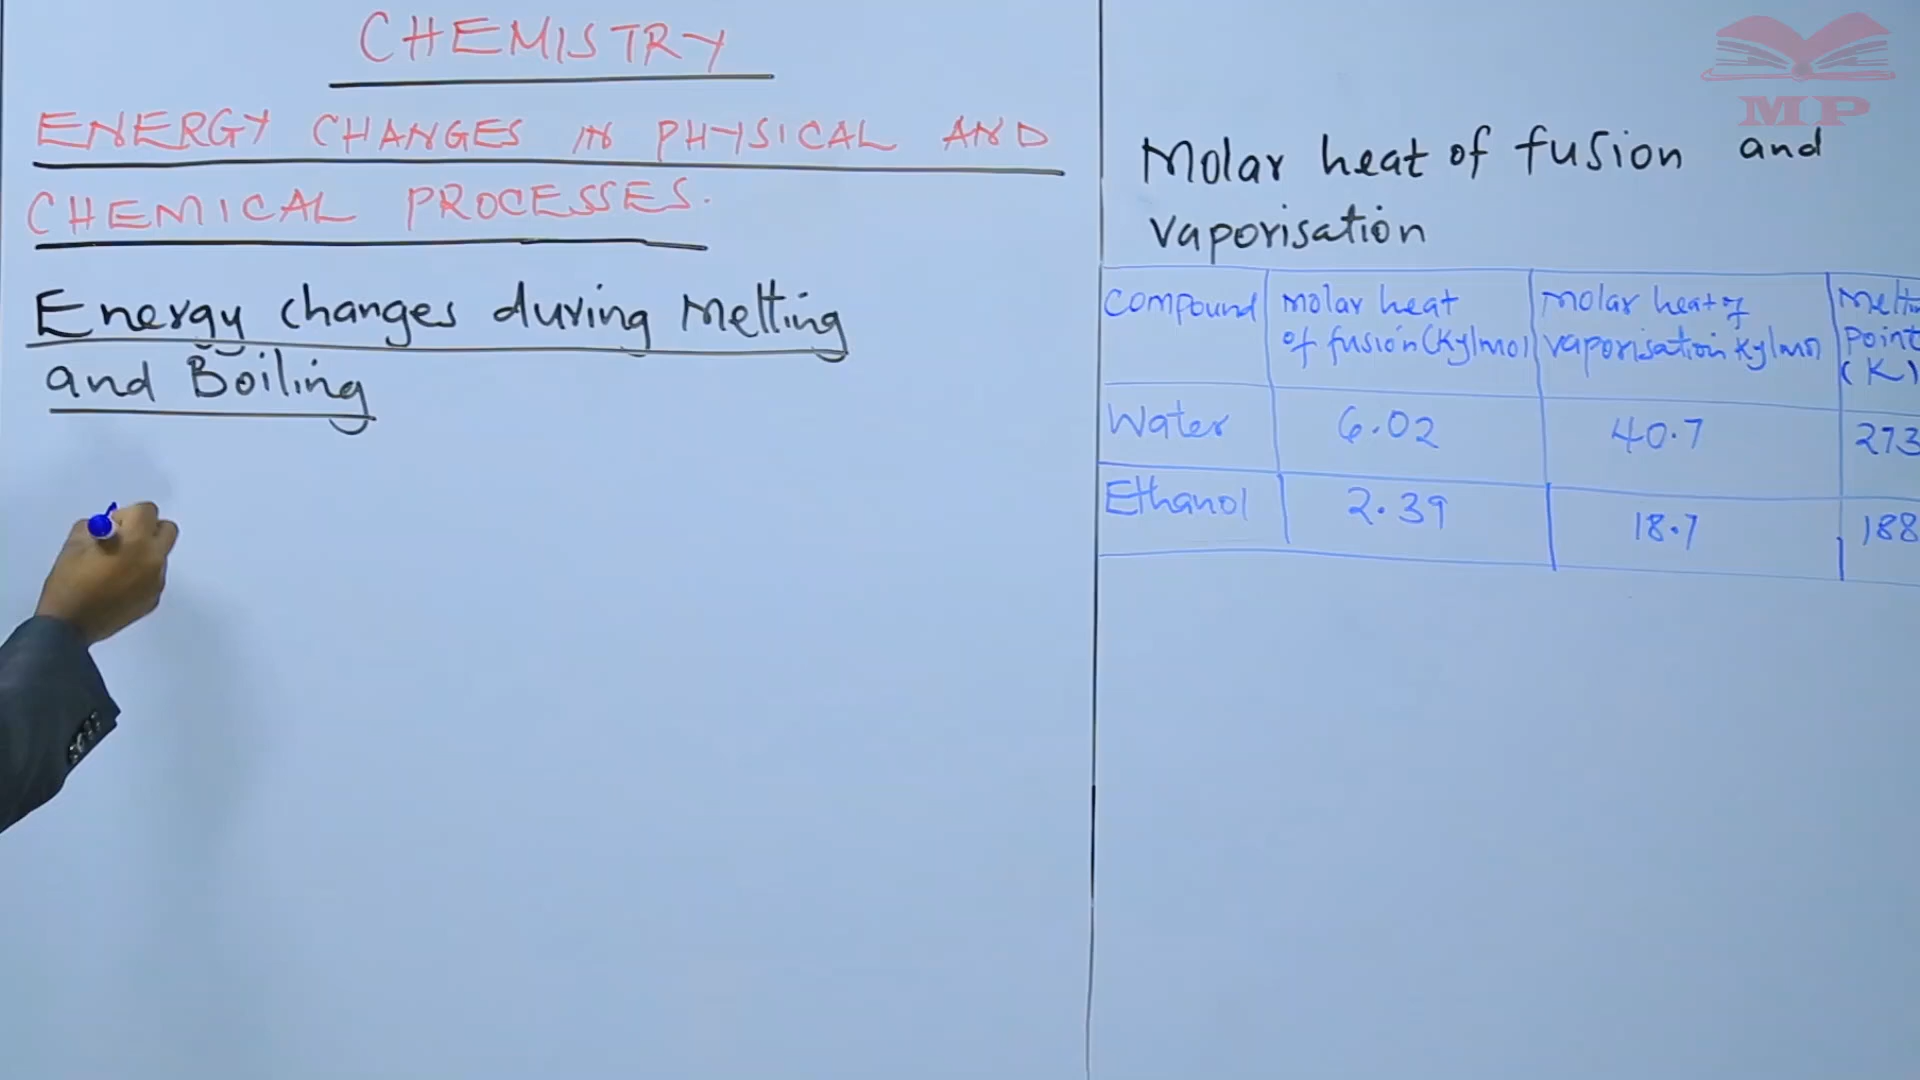 CHEMISTRY
ENERGY CHANGES IN PHYSICAL AND
CHEMICAL PROCESSES.
Energy changes during Melting
and Boiling
MP
Molar heat of fusion and
vaporisation
Compound
Molar heat
of fusion (KJ/mol)
Molar heat of
vaporisation KJ/mol
Melt
Point
(K)
Water
6.02
40.7
273
Ethanol
2.39
18.7
188